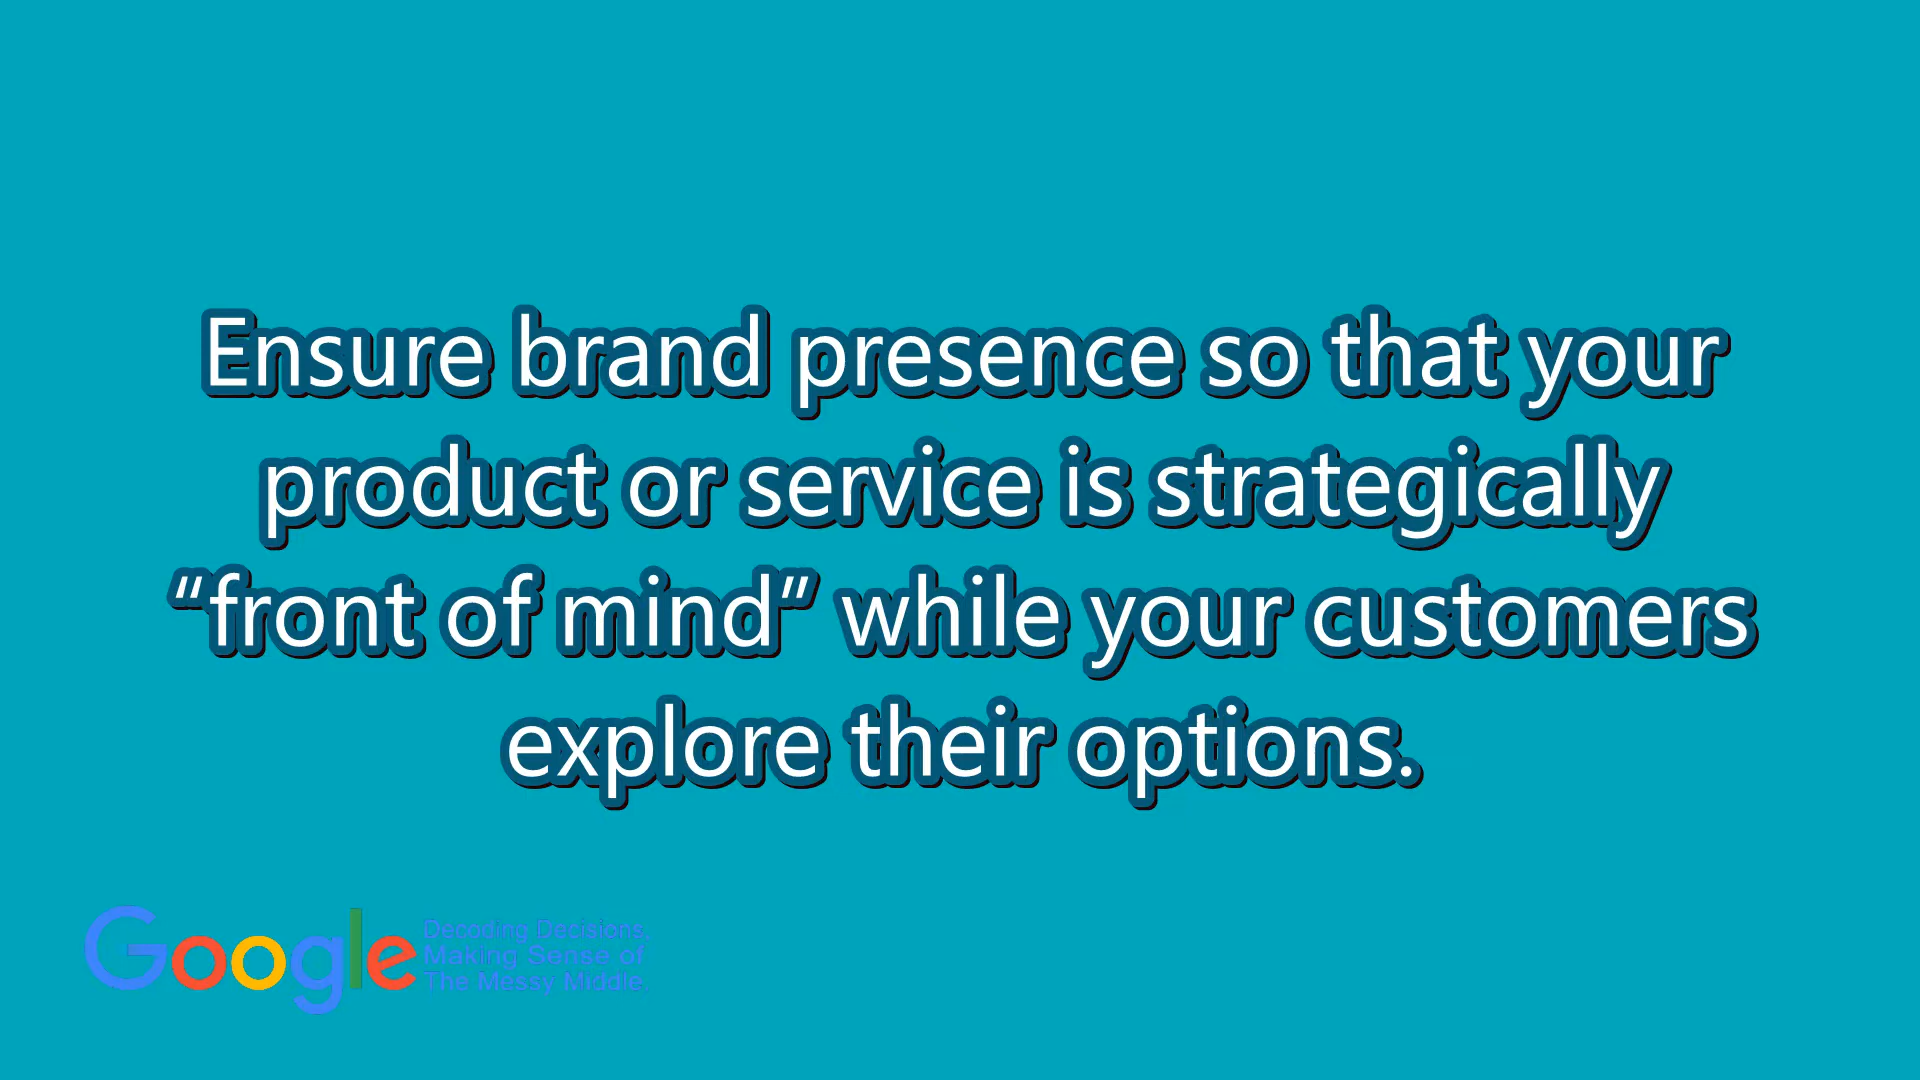 Ensure brand presence so that your
product or service is strategically
“front of mind” while your customers
explore their options.
Google
Decoding Decisions.
Making Sense of
The Messy Middle.